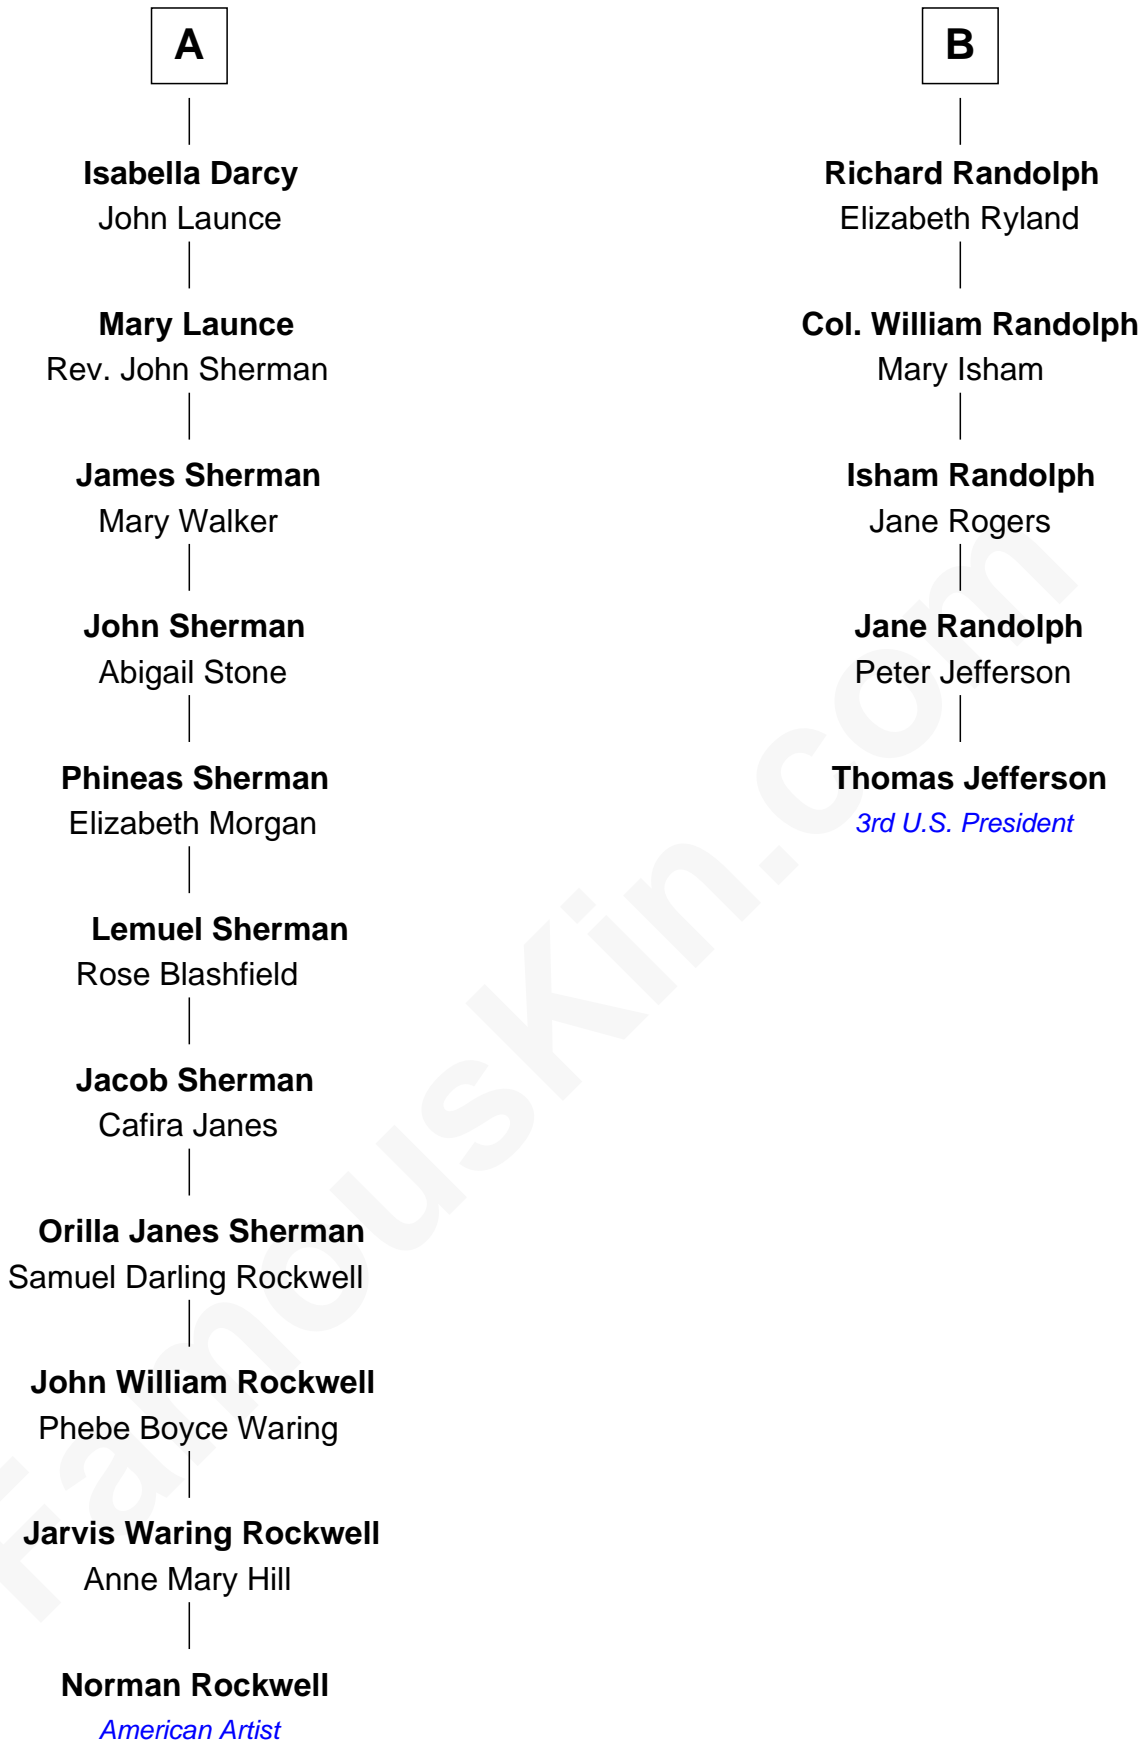 A
Isabella Darcy
John Launce
Mary Launce
Rev. John Sherman
James Sherman
Mary Walker
John Sherman
Abigail Stone
Phineas Sherman
Elizabeth Morgan
Lemuel Sherman
Rose Blashfield
Jacob Sherman
Cafira Janes
Orilla Janes Sherman
Samuel Darling Rockwell
John William Rockwell
Phebe Boyce Waring
Jarvis Waring Rockwell
Anne Mary Hill
Norman Rockwell
American Artist
B
Richard Randolph
Elizabeth Ryland
Col. William Randolph
Mary Isham
Isham Randolph
Jane Rogers
Jane Randolph
Peter Jefferson
Thomas Jefferson
3rd U.S. President
FamousKin.com